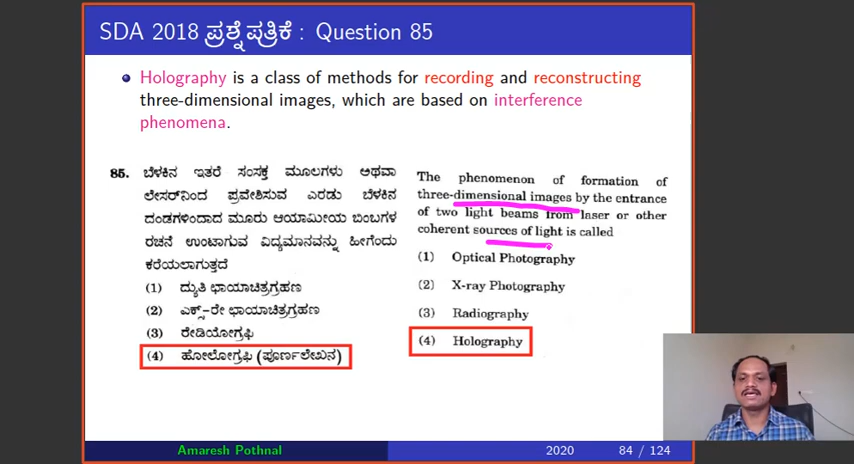 SDA 2018 ಪ್ರಶ್ನೆಪತ್ರಿಕೆ : Question 85
Holography is a class of methods for recording and reconstructing
three-dimensional images, which are based on interference
phenomena.
85. ಬೆಳಕಿನ ಇತರೆ ಸಂಸಕ್ತ ಮೂಲಗಳು ಅಥವಾ
ಲೇಸರ್‌ನಿಂದ ಪ್ರವೇಶಿಸುವ ಎರಡು ಬೆಳಕಿನ
ದಂಡಗಳಿಂದಾದ ಮೂರು ಆಯಾಮೀಯ ಬಿಂಬಗಳ
ರಚನೆ ಉಂಟಾಗುವ ವಿದ್ಯಮಾನವನ್ನು ಹೀಗೆಂದು
ಕರೆಯಲಾಗುತ್ತದೆ
(1) ದ್ಯುತಿ ಛಾಯಾಚಿತ್ರಗ್ರಹಣ
(2) ಎಕ್ಸ್-ರೇ ಛಾಯಾಚಿತ್ರಗ್ರಹಣ
(3) ರೇಡಿಯೋಗ್ರಫಿ
(4) ಹೋಲೋಗ್ರಫಿ (ಪೂರ್ಣಲೇಖನ)
The phenomenon of formation of
three-dimensional images by the entrance
of two light beams from laser or other
coherent sources of light is called
(1) Optical Photography
(2) X-ray Photography
(3) Radiography
(4) Holography
Amaresh Pothnal 2020 84 / 124